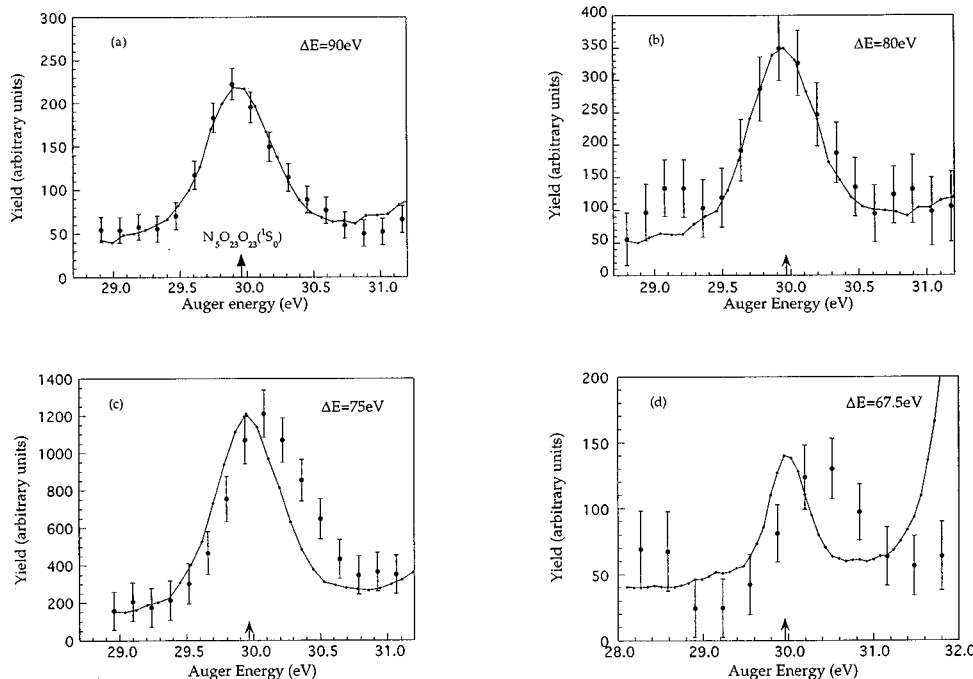 (a)
ΔE=90eV
Yield (arbitrary units)
300
250
200
150
100
50
0
N₅O₂₃O₂₃(¹S₀)
29.0 29.5 30.0 30.5 31.0
Auger energy (eV)
(b)
ΔE=80eV
Yield (arbitrary units)
400
350
300
250
200
150
100
50
0
29.0 29.5 30.0 30.5 31.0
Auger Energy (eV)
(c)
ΔE=75eV
Yield (arbitrary units)
1400
1200
1000
800
600
400
200
0
29.0 29.5 30.0 30.5 31.0
Auger Energy (eV)
(d)
ΔE=67.5eV
Yield (arbitrary units)
200
150
100
50
0
28.0 29.0 30.0 31.0 32.0
Auger Energy (eV)